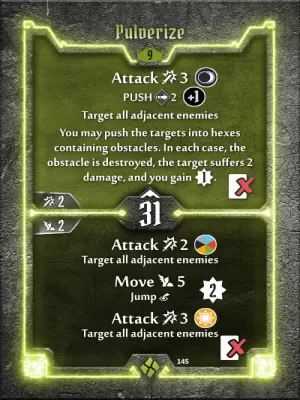 Pulverize
9
Attack 3
PUSH 2 +1
Target all adjacent enemies
You may push the targets into hexes
containing obstacles. In each case, the
obstacle is destroyed, the target suffers 2
damage, and you gain 1.
2
31
2
Attack 2
Target all adjacent enemies
Move 5
Jump
2
Attack 3
Target all adjacent enemies
145